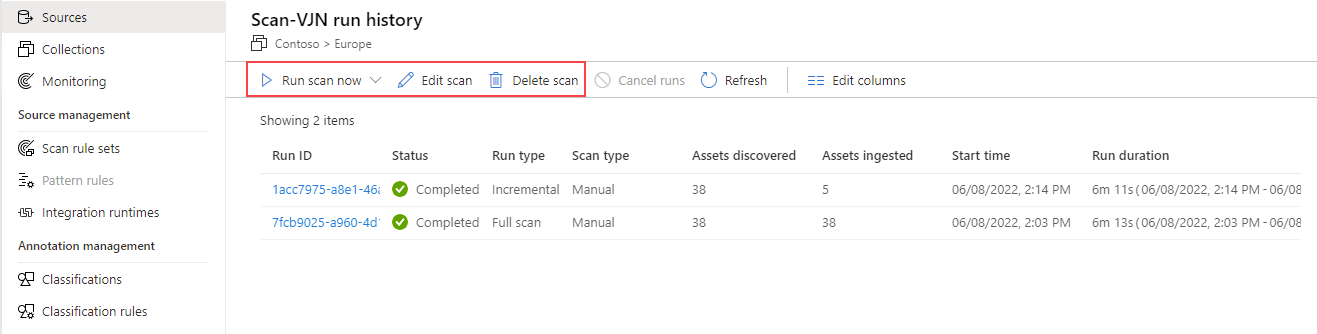 Sources
Collections
Monitoring
Source management
Scan rule sets
Pattern rules
Integration runtimes
Annotation management
Classifications
Classification rules
Scan-VJN run history
Contoso > Europe
Run scan now Edit scan Delete scan Cancel runs Refresh Edit columns
Showing 2 items
Run ID Status Run type Scan type Assets discovered Assets ingested Start time Run duration
1acc7975-a8e1-46a Completed Incremental Manual 38 5 06/08/2022, 2:14 PM 6m 11s (06/08/2022, 2:14 PM - 06/08
7fcb9025-a960-4d1 Completed Full scan Manual 38 38 06/08/2022, 2:03 PM 6m 13s (06/08/2022, 2:03 PM - 06/08